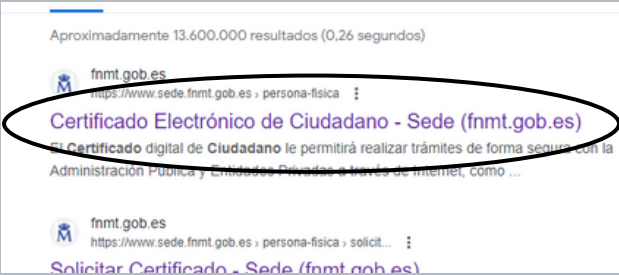 Aproximadamente 13.600.000 resultados (0,26 segundos)
fnmt.gob.es
https://www.sede.fnmt.gob.es › persona-fisica
Certificado Electrónico de Ciudadano - Sede (fnmt.gob.es)
El Certificado digital de Ciudadano le permitirá realizar trámites de forma segura con la
Administración Pública y Entidades Privadas a través de Internet, como ...
fnmt.gob.es
https://www.sede.fnmt.gob.es › persona-fisica › solicit...
Solicitar Certificado - Sede (fnmt.gob.es)